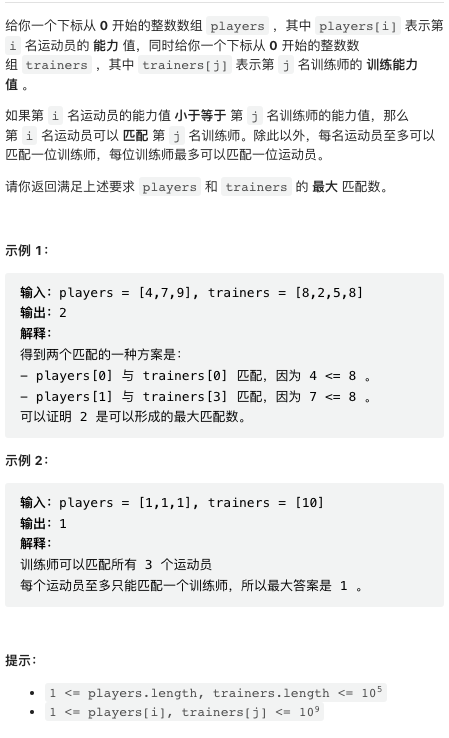 给你一个下标从 0 开始的整数数组 players ，其中 players[i] 表示第
i 名运动员的 能力 值，同时给你一个下标从 0 开始的整数数
组 trainers ，其中 trainers[j] 表示第 j 名训练师的 训练能力
值 。
如果第 i 名运动员的能力值 小于等于 第 j 名训练师的能力值，那么
第 i 名运动员可以 匹配 第 j 名训练师。除此以外，每名运动员至多可以
匹配一位训练师，每位训练师最多可以匹配一位运动员。
请你返回满足上述要求 players 和 trainers 的 最大 匹配数。
示例 1：
输入：players = [4,7,9], trainers = [8,2,5,8]
输出：2
解释：
得到两个匹配的一种方案是：
- players[0] 与 trainers[0] 匹配，因为 4 <= 8 。
- players[1] 与 trainers[3] 匹配，因为 7 <= 8 。
可以证明 2 是可以形成的最大匹配数。
示例 2：
输入：players = [1,1,1], trainers = [10]
输出：1
解释：
训练师可以匹配所有 3 个运动员
每个运动员至多只能匹配一个训练师，所以最大答案是 1 。
提示：
• 1 <= players.length, trainers.length <= 10⁵
• 1 <= players[i], trainers[j] <= 10⁹